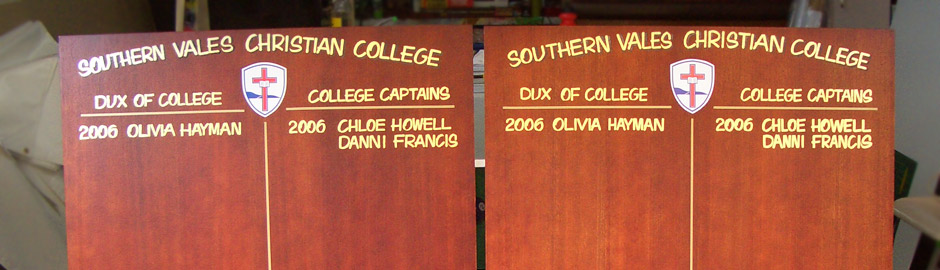 SOUTHERN VALES CHRISTIAN COLLEGE
DUX OF COLLEGE
2006 OLIVIA HAYMAN
COLLEGE CAPTAINS
2006 CHLOE HOWELL
DANNI FRANCIS
SOUTHERN VALES CHRISTIAN COLLEGE
DUX OF COLLEGE
2006 OLIVIA HAYMAN
COLLEGE CAPTAINS
2006 CHLOE HOWELL
DANNI FRANCIS